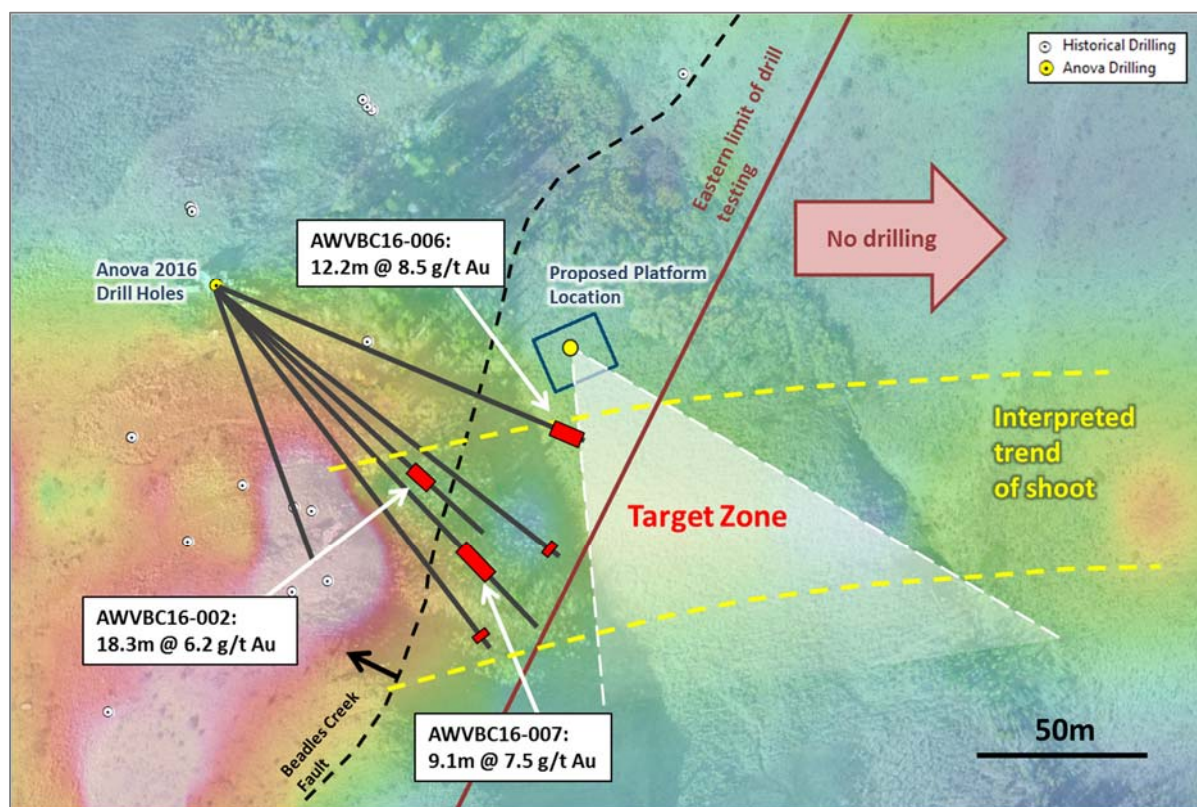 Historical Drilling
Anova Drilling
Eastern limit of drill
testing
No drilling
AWVBC16-006:
12.2m @ 8.5 g/t Au
Anova 2016
Drill Holes
Proposed Platform
Location
Interpreted
trend
of shoot
Target Zone
AWVBC16-002:
18.3m @ 6.2 g/t Au
Beadles Creek
Fault
AWVBC16-007:
9.1m @ 7.5 g/t Au
50m